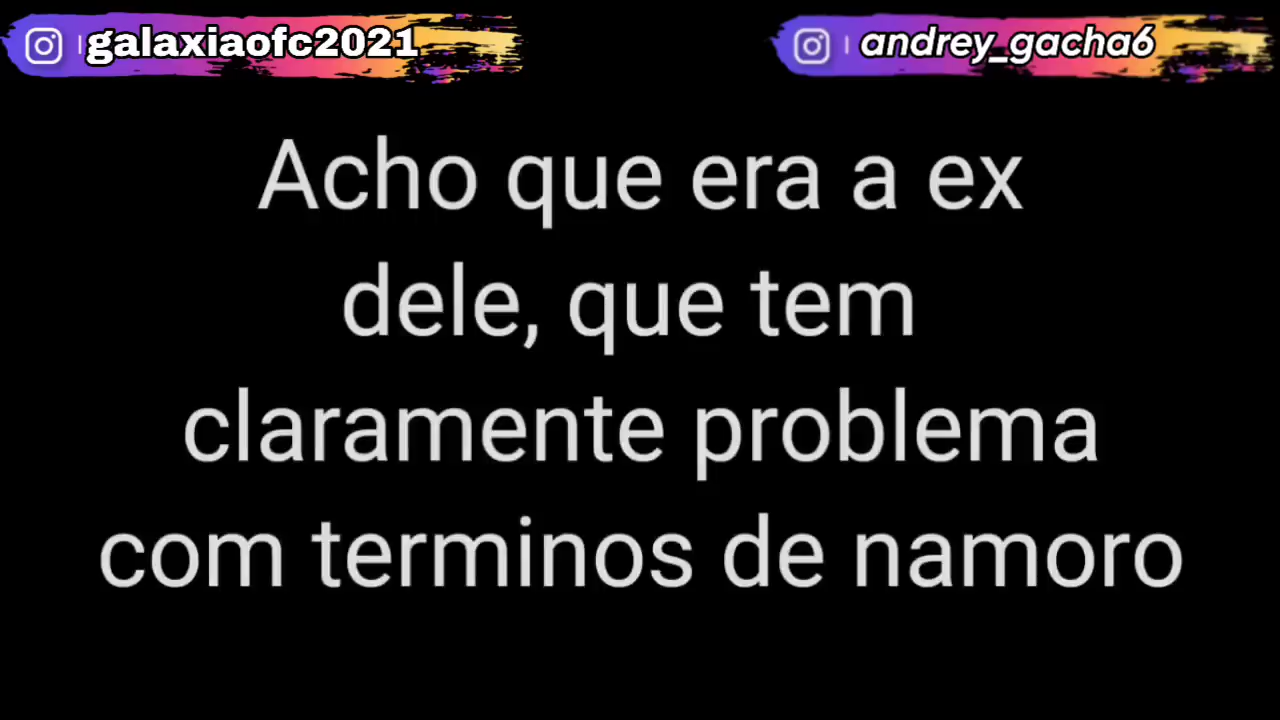 galaxiaofc2021
andrey_gacha6
Acho que era a ex
dele, que tem
claramente problema
com terminos de namoro